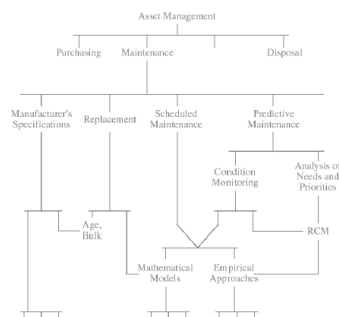 Asset Management
Purchasing Maintenance Disposal
Manufacturer's
Specifications
Replacement
Scheduled
Maintenance
Predictive
Maintenance
Condition
Monitoring
Analysis of
Needs and
Priorities
Age,
Bulk
RCM
Mathematical
Models
Empirical
Approaches